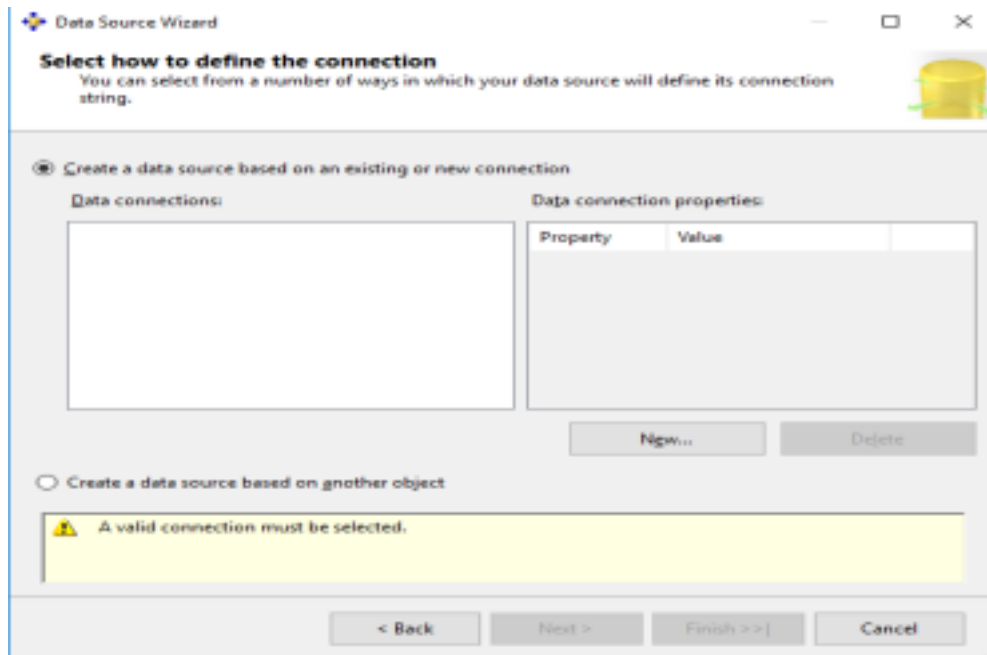 Data Source Wizard
Select how to define the connection
You can select from a number of ways in which your data source will define its connection
string.
Create a data source based on an existing or new connection
Data connections:
Data connection properties:
Property Value
New...
Delete
Create a data source based on another object
A valid connection must be selected.
< Back
Next >
Finish >>|
Cancel